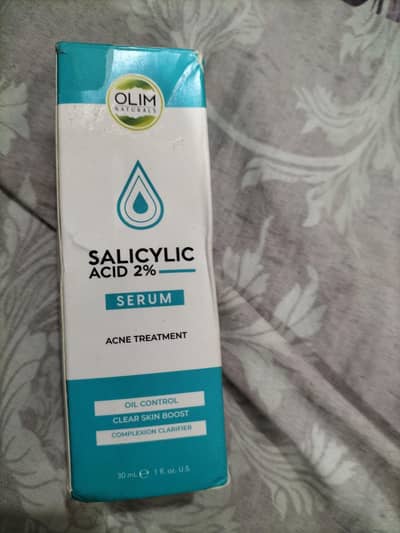 OLIM
NATURALS
SALICYLIC
ACID 2%
SERUM
ACNE TREATMENT
OIL CONTROL
CLEAR SKIN BOOST
COMPLEXION CLARIFIER
30 mL ℮ 1 fl. oz. U.S.